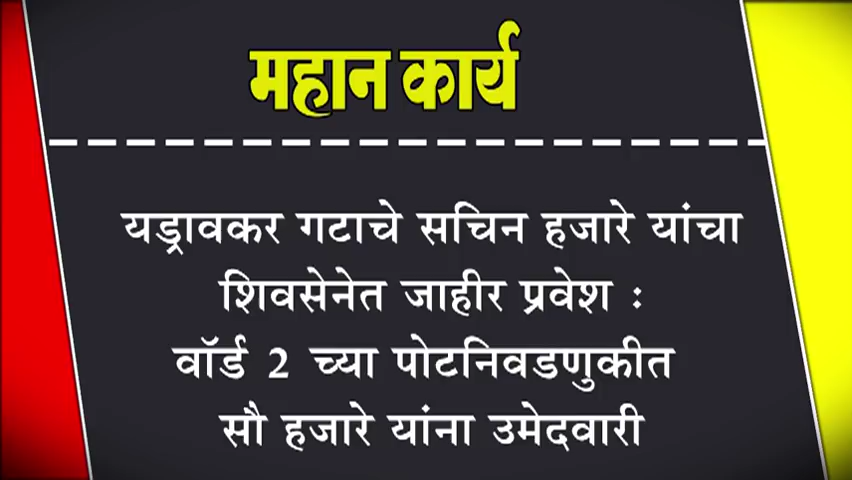 महान कार्य
यड्रावकर गटाचे सचिन हजारे यांचा
शिवसेनेत जाहीर प्रवेश :
वॉर्ड 2 च्या पोटनिवडणुकीत
सौ हजारे यांना उमेदवारी